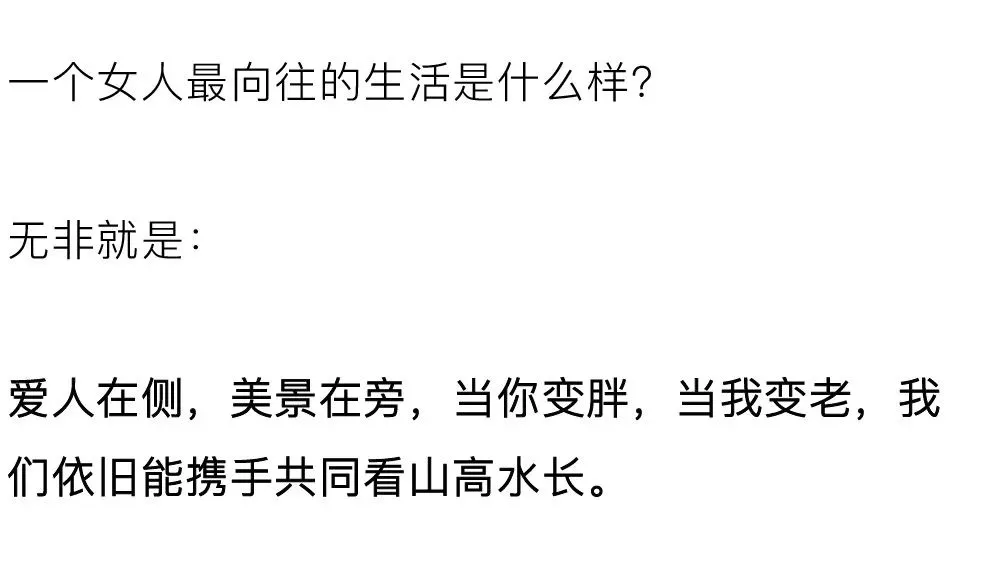 一个女人最向往的生活是什么样？
无非就是：
爱人在侧，美景在旁，当你变胖，当我变老，我
们依旧能携手共同看山高水长。